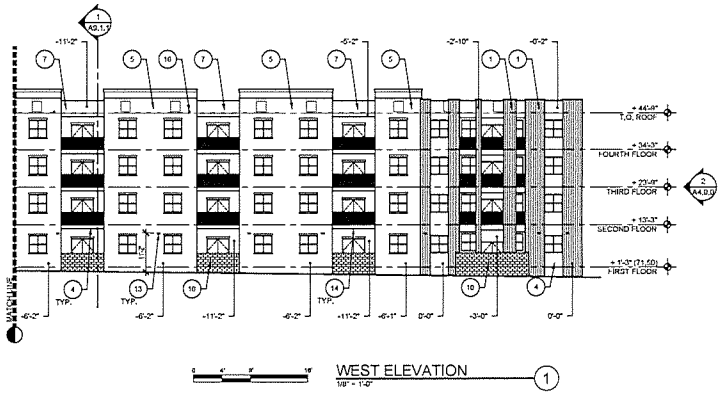 1
A9.1.1
-11'-2" -5'-2" -2'-10" -0'-2"
7 5 10 7 5 7 5 1 1
+ 44'-9"
T.O. ROOF
+ 34'-3"
FOURTH FLOOR
THIRD FLOOR
2
A4.0.0
+ 13'-3"
SECOND FLOOR
+ 1'-3" (71.50)
FIRST FLOOR
4 13 10 14 10 4
TYP. TYP. TYP.
MATCH LINE
-6'-2" -6'-2" -11'-2" -6'-2" -11'-2" -6'-1" 0'-0" -3'-0" 0'-0"
0 4' 8' 16'
WEST ELEVATION
1/8" = 1'-0"
1